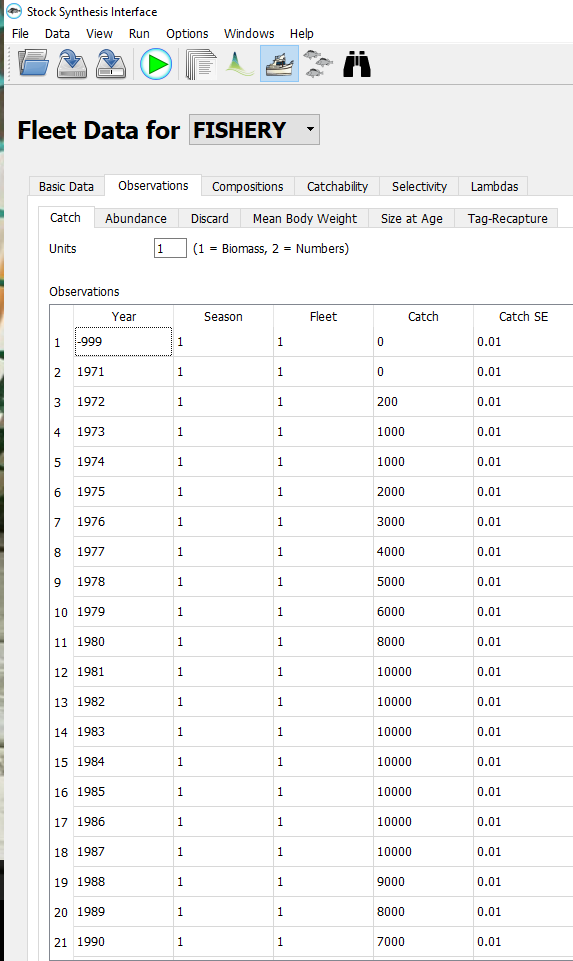 Stock Synthesis Interface
File Data View Run Options Windows Help
Fleet Data for FISHERY
Basic Data Observations Compositions Catchability Selectivity Lambdas
Catch Abundance Discard Mean Body Weight Size at Age Tag-Recapture
Units 1 (1 = Biomass, 2 = Numbers)
Observations
Year Season Fleet Catch Catch SE
1 -999 1 1 0 0.01
2 1971 1 1 0 0.01
3 1972 1 1 200 0.01
4 1973 1 1 1000 0.01
5 1974 1 1 1000 0.01
6 1975 1 1 2000 0.01
7 1976 1 1 3000 0.01
8 1977 1 1 4000 0.01
9 1978 1 1 5000 0.01
10 1979 1 1 6000 0.01
11 1980 1 1 8000 0.01
12 1981 1 1 10000 0.01
13 1982 1 1 10000 0.01
14 1983 1 1 10000 0.01
15 1984 1 1 10000 0.01
16 1985 1 1 10000 0.01
17 1986 1 1 10000 0.01
18 1987 1 1 10000 0.01
19 1988 1 1 9000 0.01
20 1989 1 1 8000 0.01
21 1990 1 1 7000 0.01